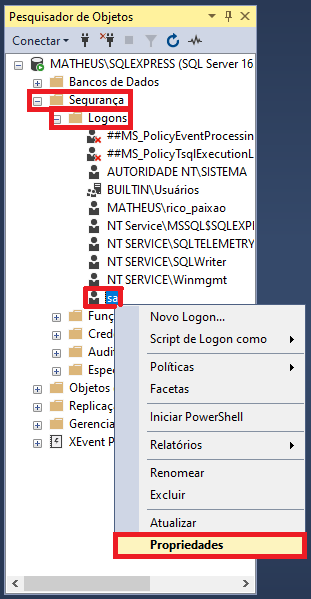 Pesquisador de Objetos
Conectar
MATHEUS\SQLEXPRESS (SQL Server 16
Bancos de Dados
Segurança
Logons
##MS_PolicyEventProcessin
##MS_PolicyTsqlExecutionL
AUTORIDADE NT\SISTEMA
BUILTIN\Usuários
MATHEUS\rico_paixao
NT Service\MSSQL$SQLEXPI
NT SERVICE\SQLTELEMETRY
NT SERVICE\SQLWriter
NT SERVICE\Winmgmt
sa
Funç
Crede
Audit
Espec
Objetos
Replicaç
Gerencia
XEvent P
Novo Logon...
Script de Logon como
Políticas
Facetas
Iniciar PowerShell
Relatórios
Renomear
Excluir
Atualizar
Propriedades